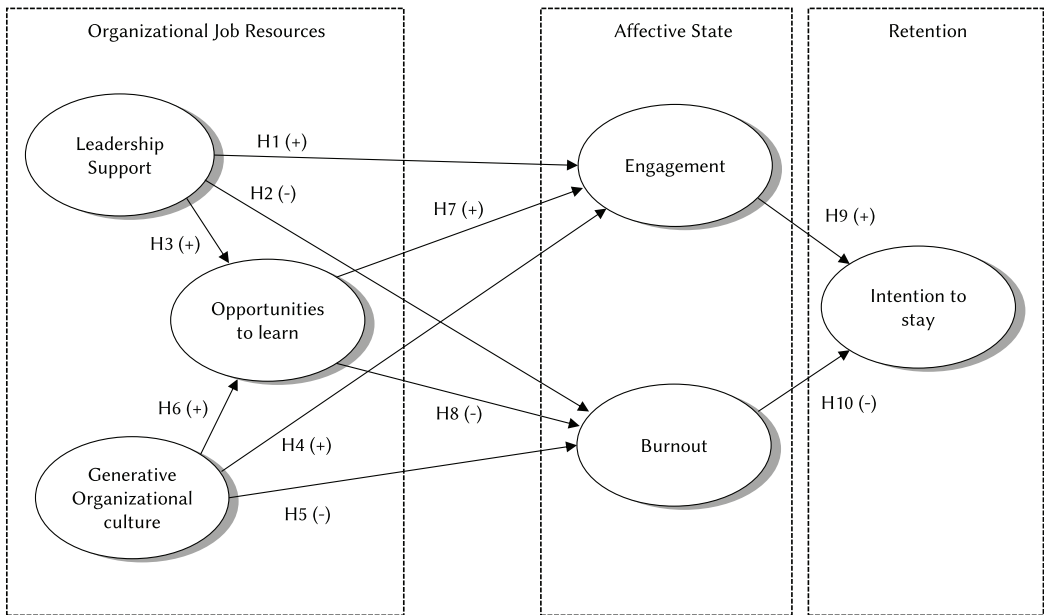 Organizational Job Resources
Affective State
Retention
Leadership
Support
H1 (+)
Engagement
H2 (-)
H7 (+)
H9 (+)
H3 (+)
Opportunities
to learn
Intention to
stay
H6 (+)
H8 (-)
H10 (-)
H4 (+)
Burnout
Generative
Organizational
culture
H5 (-)